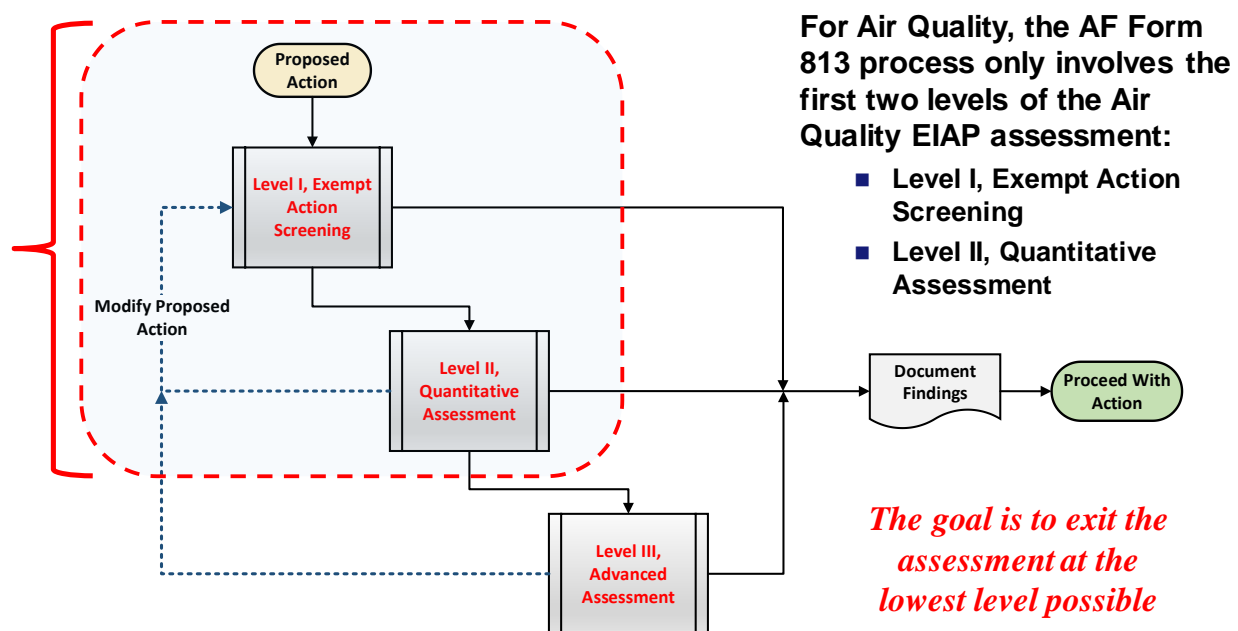 For Air Quality, the AF Form
813 process only involves the
first two levels of the Air
Quality EIAP assessment:
■ Level I, Exempt Action
Screening
■ Level II, Quantitative
Assessment
Proposed
Action
Level I, Exempt
Action
Screening
Modify Proposed
Action
Level II,
Quantitative
Assessment
Document
Findings
Proceed With
Action
Level III,
Advanced
Assessment
The goal is to exit the
assessment at the
lowest level possible